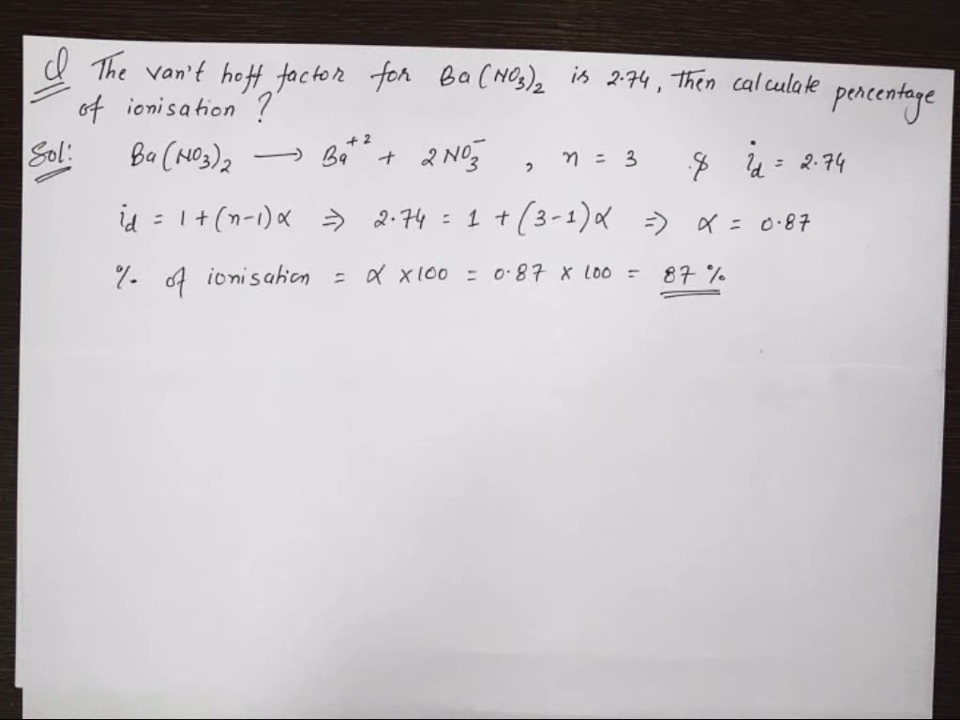 Q The van't hoff factor for Ba(NO₃)₂ is 2.74, Then calculate percentage
of ionisation ?
Sol: Ba(NO₃)₂ ⟶ Ba⁺² + 2NO₃⁻ , n = 3 & i_d = 2.74
i_d = 1+(n-1)α ⇒ 2.74 = 1 + (3-1)α ⇒ α = 0.87
% of ionisation = α ×100 = 0.87 × 100 = 87 %